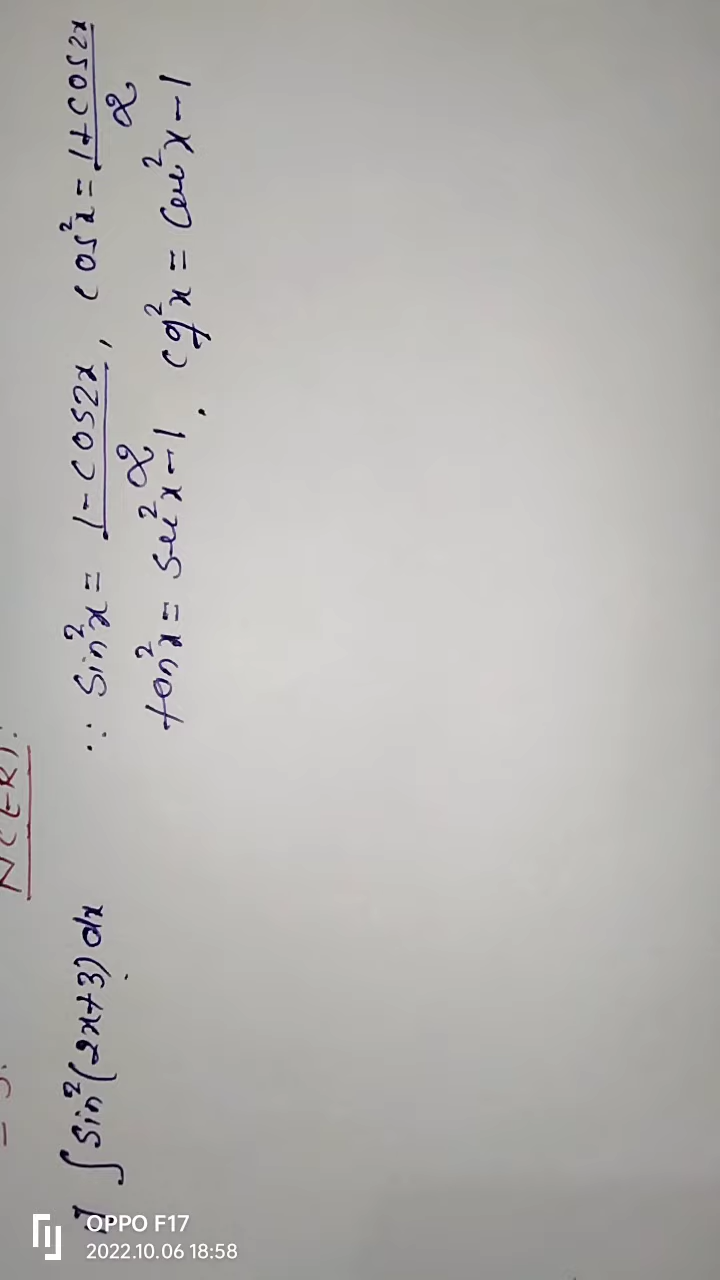 NCERT:
1] ∫ Sin²(2x+3) dx ∵ Sin²x = (1-COS2x)/2, COS²x = (1+COS2x)/2
tan²x = sec²x-1, cot²x = Cosec²x-1
OPPO F17
2022.10.06 18:58